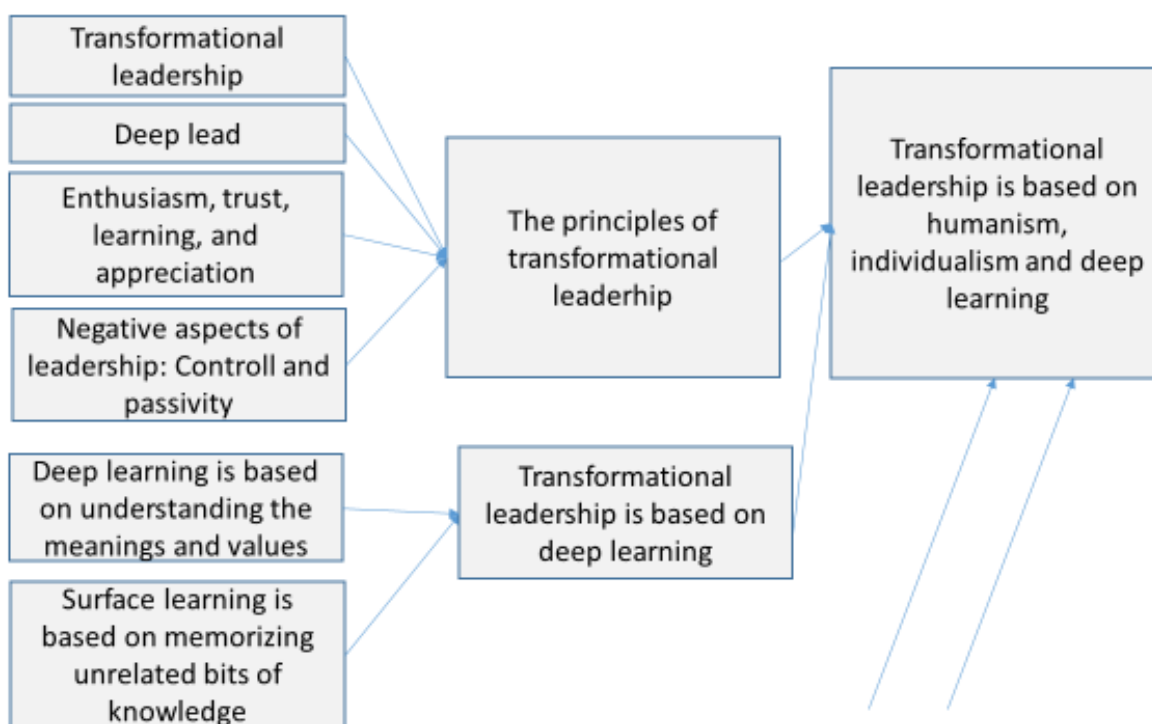 Transformational
leadership
Deep lead
Enthusiasm, trust,
learning, and
appreciation
Negative aspects of
leadership: Controll and
passivity
Deep learning is based
on understanding the
meanings and values
Surface learning is
based on memorizing
unrelated bits of
knowledge
The principles of
transformational
leaderhip
Transformational
leadership is based on
deep learning
Transformational
leadership is based on
humanism,
individualism and deep
learning